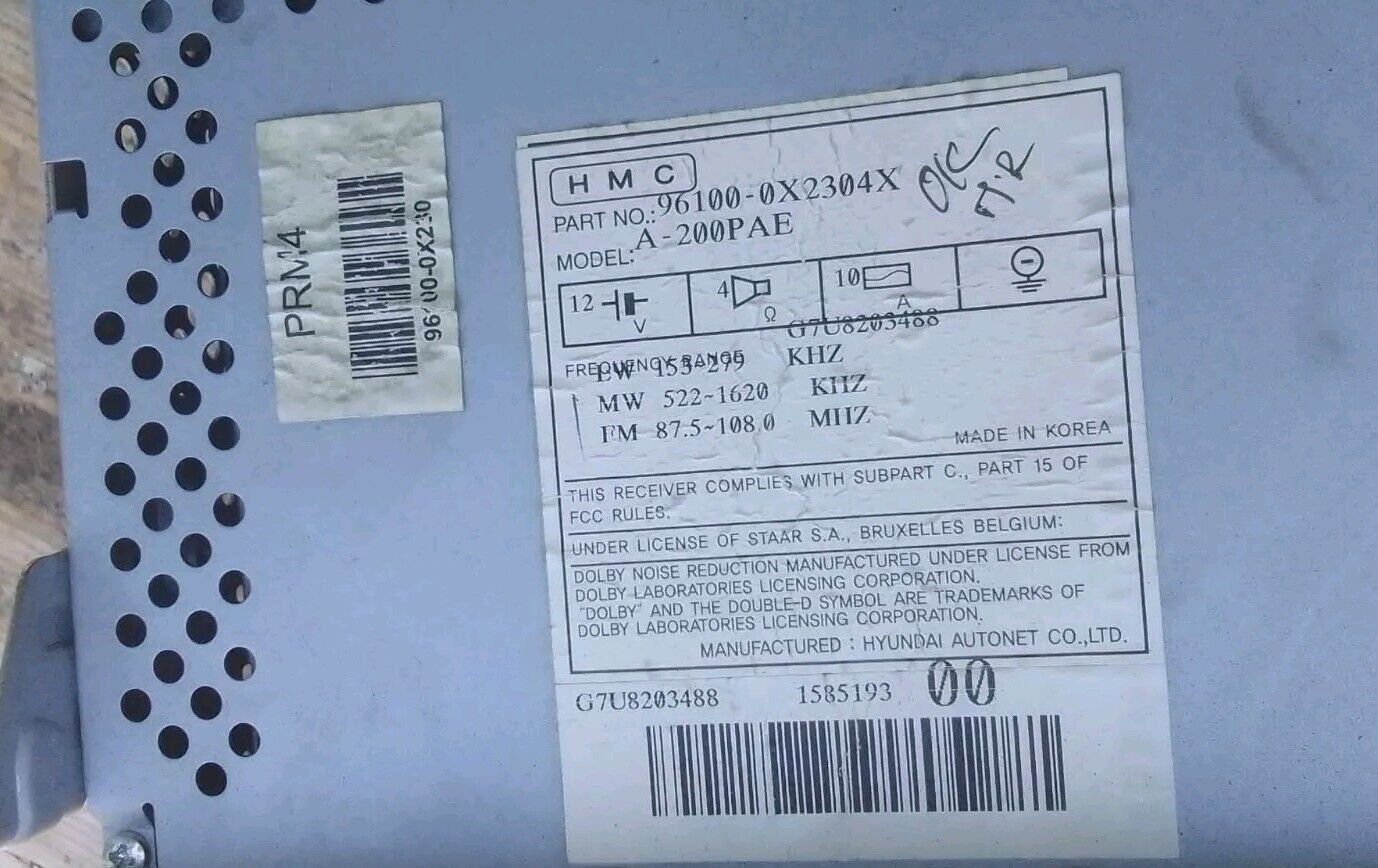 PRM4
96100-0X230
HMC
PART NO.: 96100-0X2304X
MODEL: A-200PAE
O/C
12 V 4 Ω 10 A
G7U8203488
FREQUENCY RANGE
LW 153~279 KHZ
MW 522~1620 KHZ
FM 87.5~108.0 MHZ
MADE IN KOREA
THIS RECEIVER COMPLIES WITH SUBPART C., PART 15 OF
FCC RULES.
UNDER LICENSE OF STAAR S.A., BRUXELLES BELGIUM:
DOLBY NOISE REDUCTION MANUFACTURED UNDER LICENSE FROM
DOLBY LABORATORIES LICENSING CORPORATION.
"DOLBY" AND THE DOUBLE-D SYMBOL ARE TRADEMARKS OF
DOLBY LABORATORIES LICENSING CORPORATION.
MANUFACTURED : HYUNDAI AUTONET CO.,LTD.
G7U8203488 1585193 00